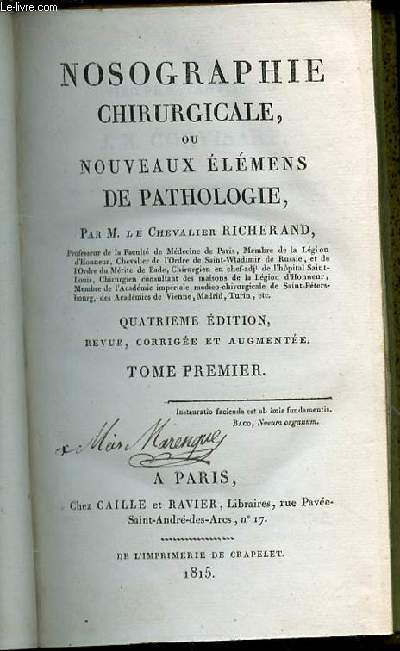 © Le-livre.com
NOSOGRAPHIE
CHIRURGICALE,
OU
NOUVEAUX ÉLÉMENS
DE PATHOLOGIE,
PAR M. LE CHEVALIER RICHERAND,
Professeur de la Faculté de Médecine de Paris, Membre de la Légion
d'Honneur, Chevalier de l'Ordre de Saint-Wladimir de Russie, et de
l'Ordre du Mérite de Bade, Chirurgien en chef-adjt de l'hôpital Saint-
Louis, Chirurgien consultant des maisons de la Légion d'Honneur,
Membre de l'Académie impériale médico-chirurgicale de Saint-Péters-
bourg, des Académies de Vienne, Madrid, Turin, etc.
QUATRIEME ÉDITION,
REVUE, CORRIGÉE ET AUGMENTÉE.
TOME PREMIER.
Instauratio facienda est ab imis fundamentis.
BACO, Novum organum.
Marengue
A PARIS,
Chez CAILLE et RAVIER, Libraires, rue Pavée-
Saint-André-des-Arcs, n° 17.
DE L'IMPRIMERIE DE CRAPELET.
1815.